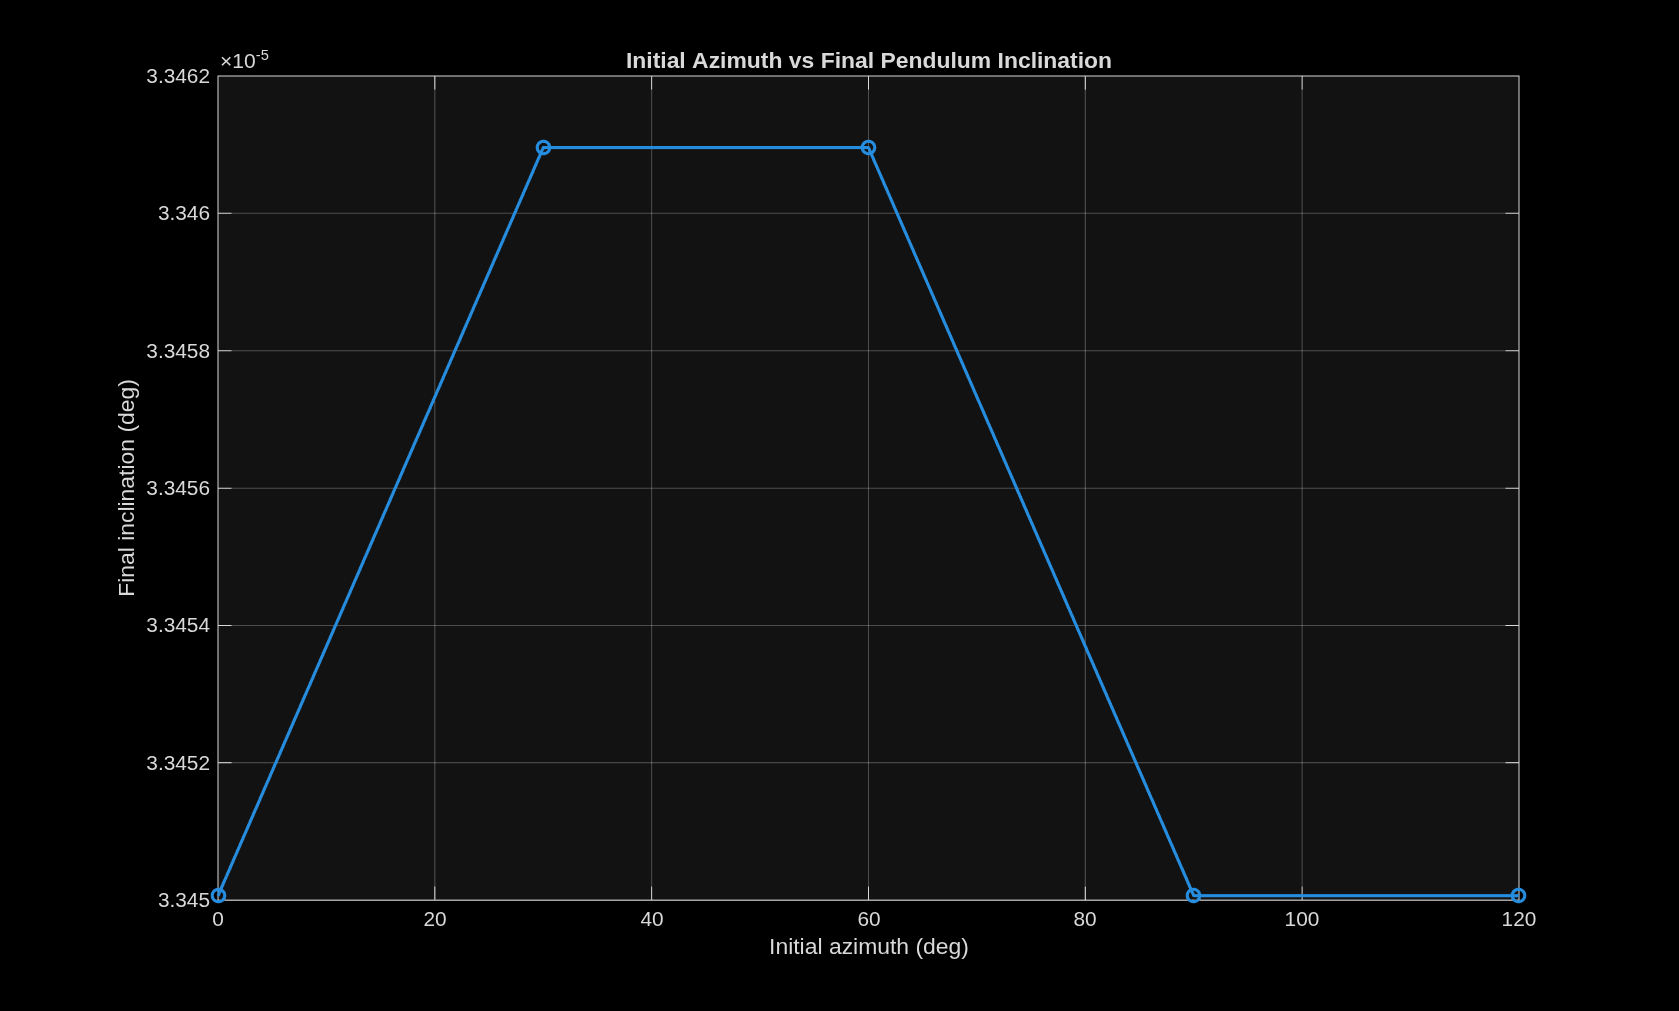 Initial Azimuth vs Final Pendulum Inclination
×10-5
3.3462
3.346
3.3458
3.3456
3.3454
3.3452
3.345
Final inclination (deg)
0 20 40 60 80 100 120
Initial azimuth (deg)